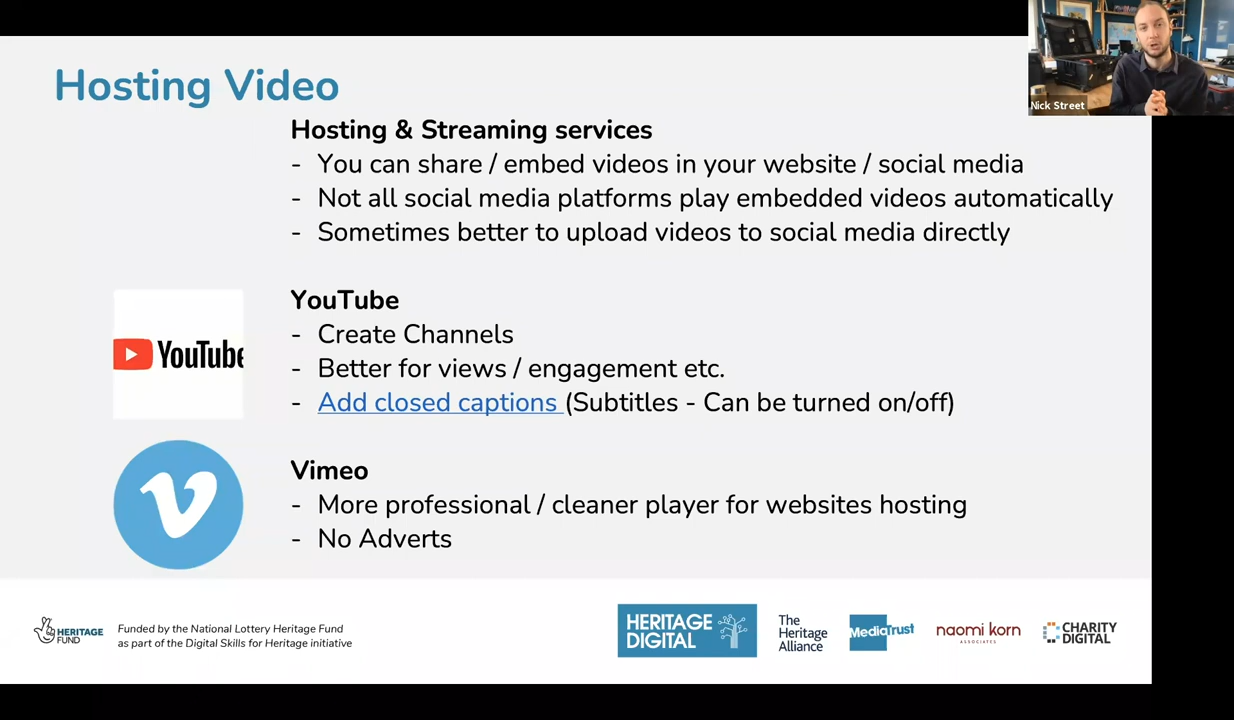 Nick Street
Hosting Video
Hosting & Streaming services
- You can share / embed videos in your website / social media
- Not all social media platforms play embedded videos automatically
- Sometimes better to upload videos to social media directly
YouTube
YouTube
- Create Channels
- Better for views / engagement etc.
- Add closed captions (Subtitles - Can be turned on/off)
Vimeo
- More professional / cleaner player for websites hosting
- No Adverts
HERITAGE
FUND
Funded by the National Lottery Heritage Fund
as part of the Digital Skills for Heritage initiative
HERITAGE
DIGITAL
The
Heritage
Alliance
MediaTrust
naomi korn
ASSOCIATES
CHARITY
DIGITAL